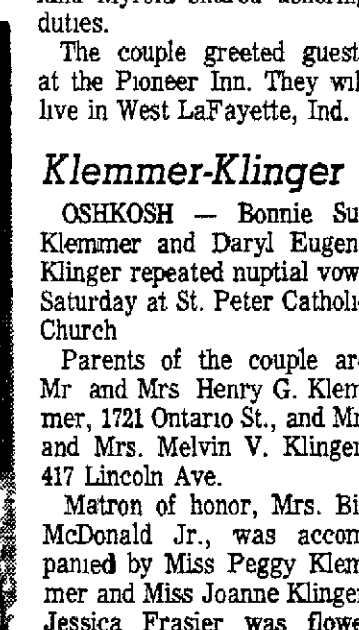 duties.
The couple greeted guest
at the Pioneer Inn. They wil
live in West LaFayette, Ind.
Klemmer-Klinger
OSHKOSH — Bonnie Su
Klemmer and Daryl Eugen
Klinger repeated nuptial vow
Saturday at St. Peter Catholi
Church
Parents of the couple ar
Mr and Mrs Henry G. Klem
mer, 1721 Ontario St., and Mr
and Mrs. Melvin V. Klinger
417 Lincoln Ave.
Matron of honor, Mrs. Bi
McDonald Jr., was accom
panied by Miss Peggy Klem
mer and Miss Joanne Klinger
Jessica Frasier was flowe